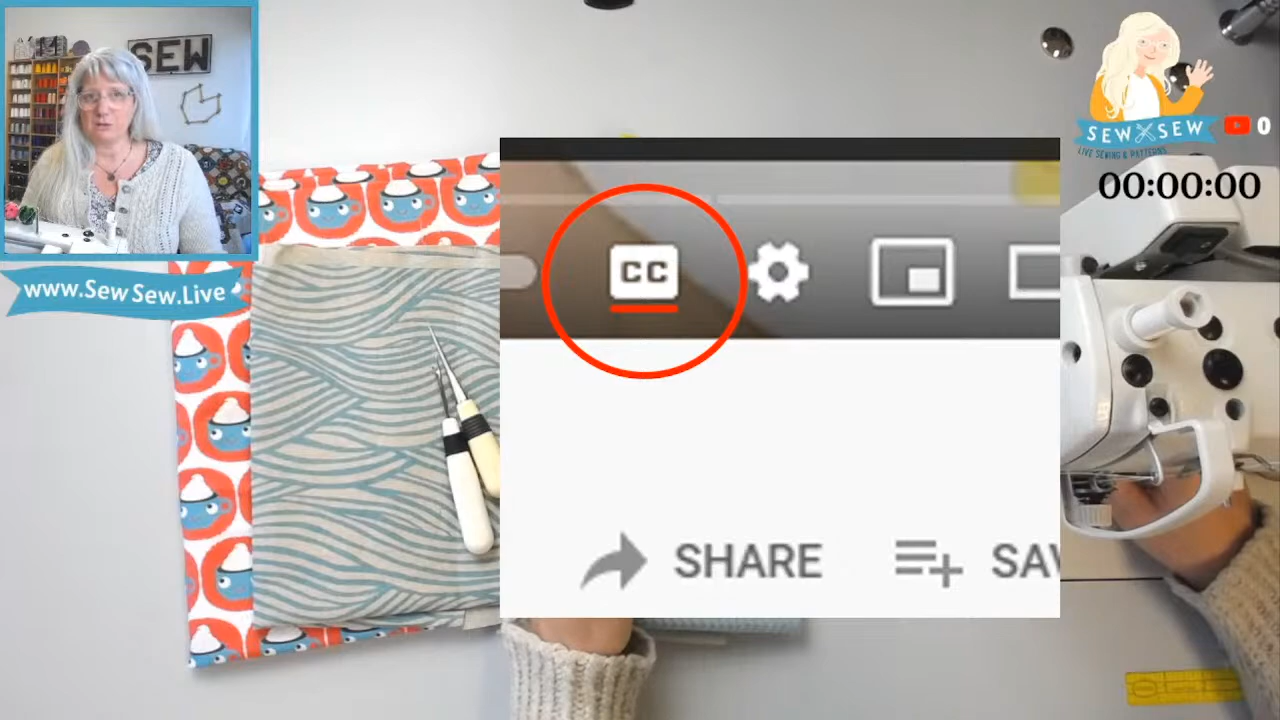 SEW
www.SewSew.Live
CC
SHARE
SAV
SEW SEW
LIVE SEWING & PATTERNS
0
00:00:00